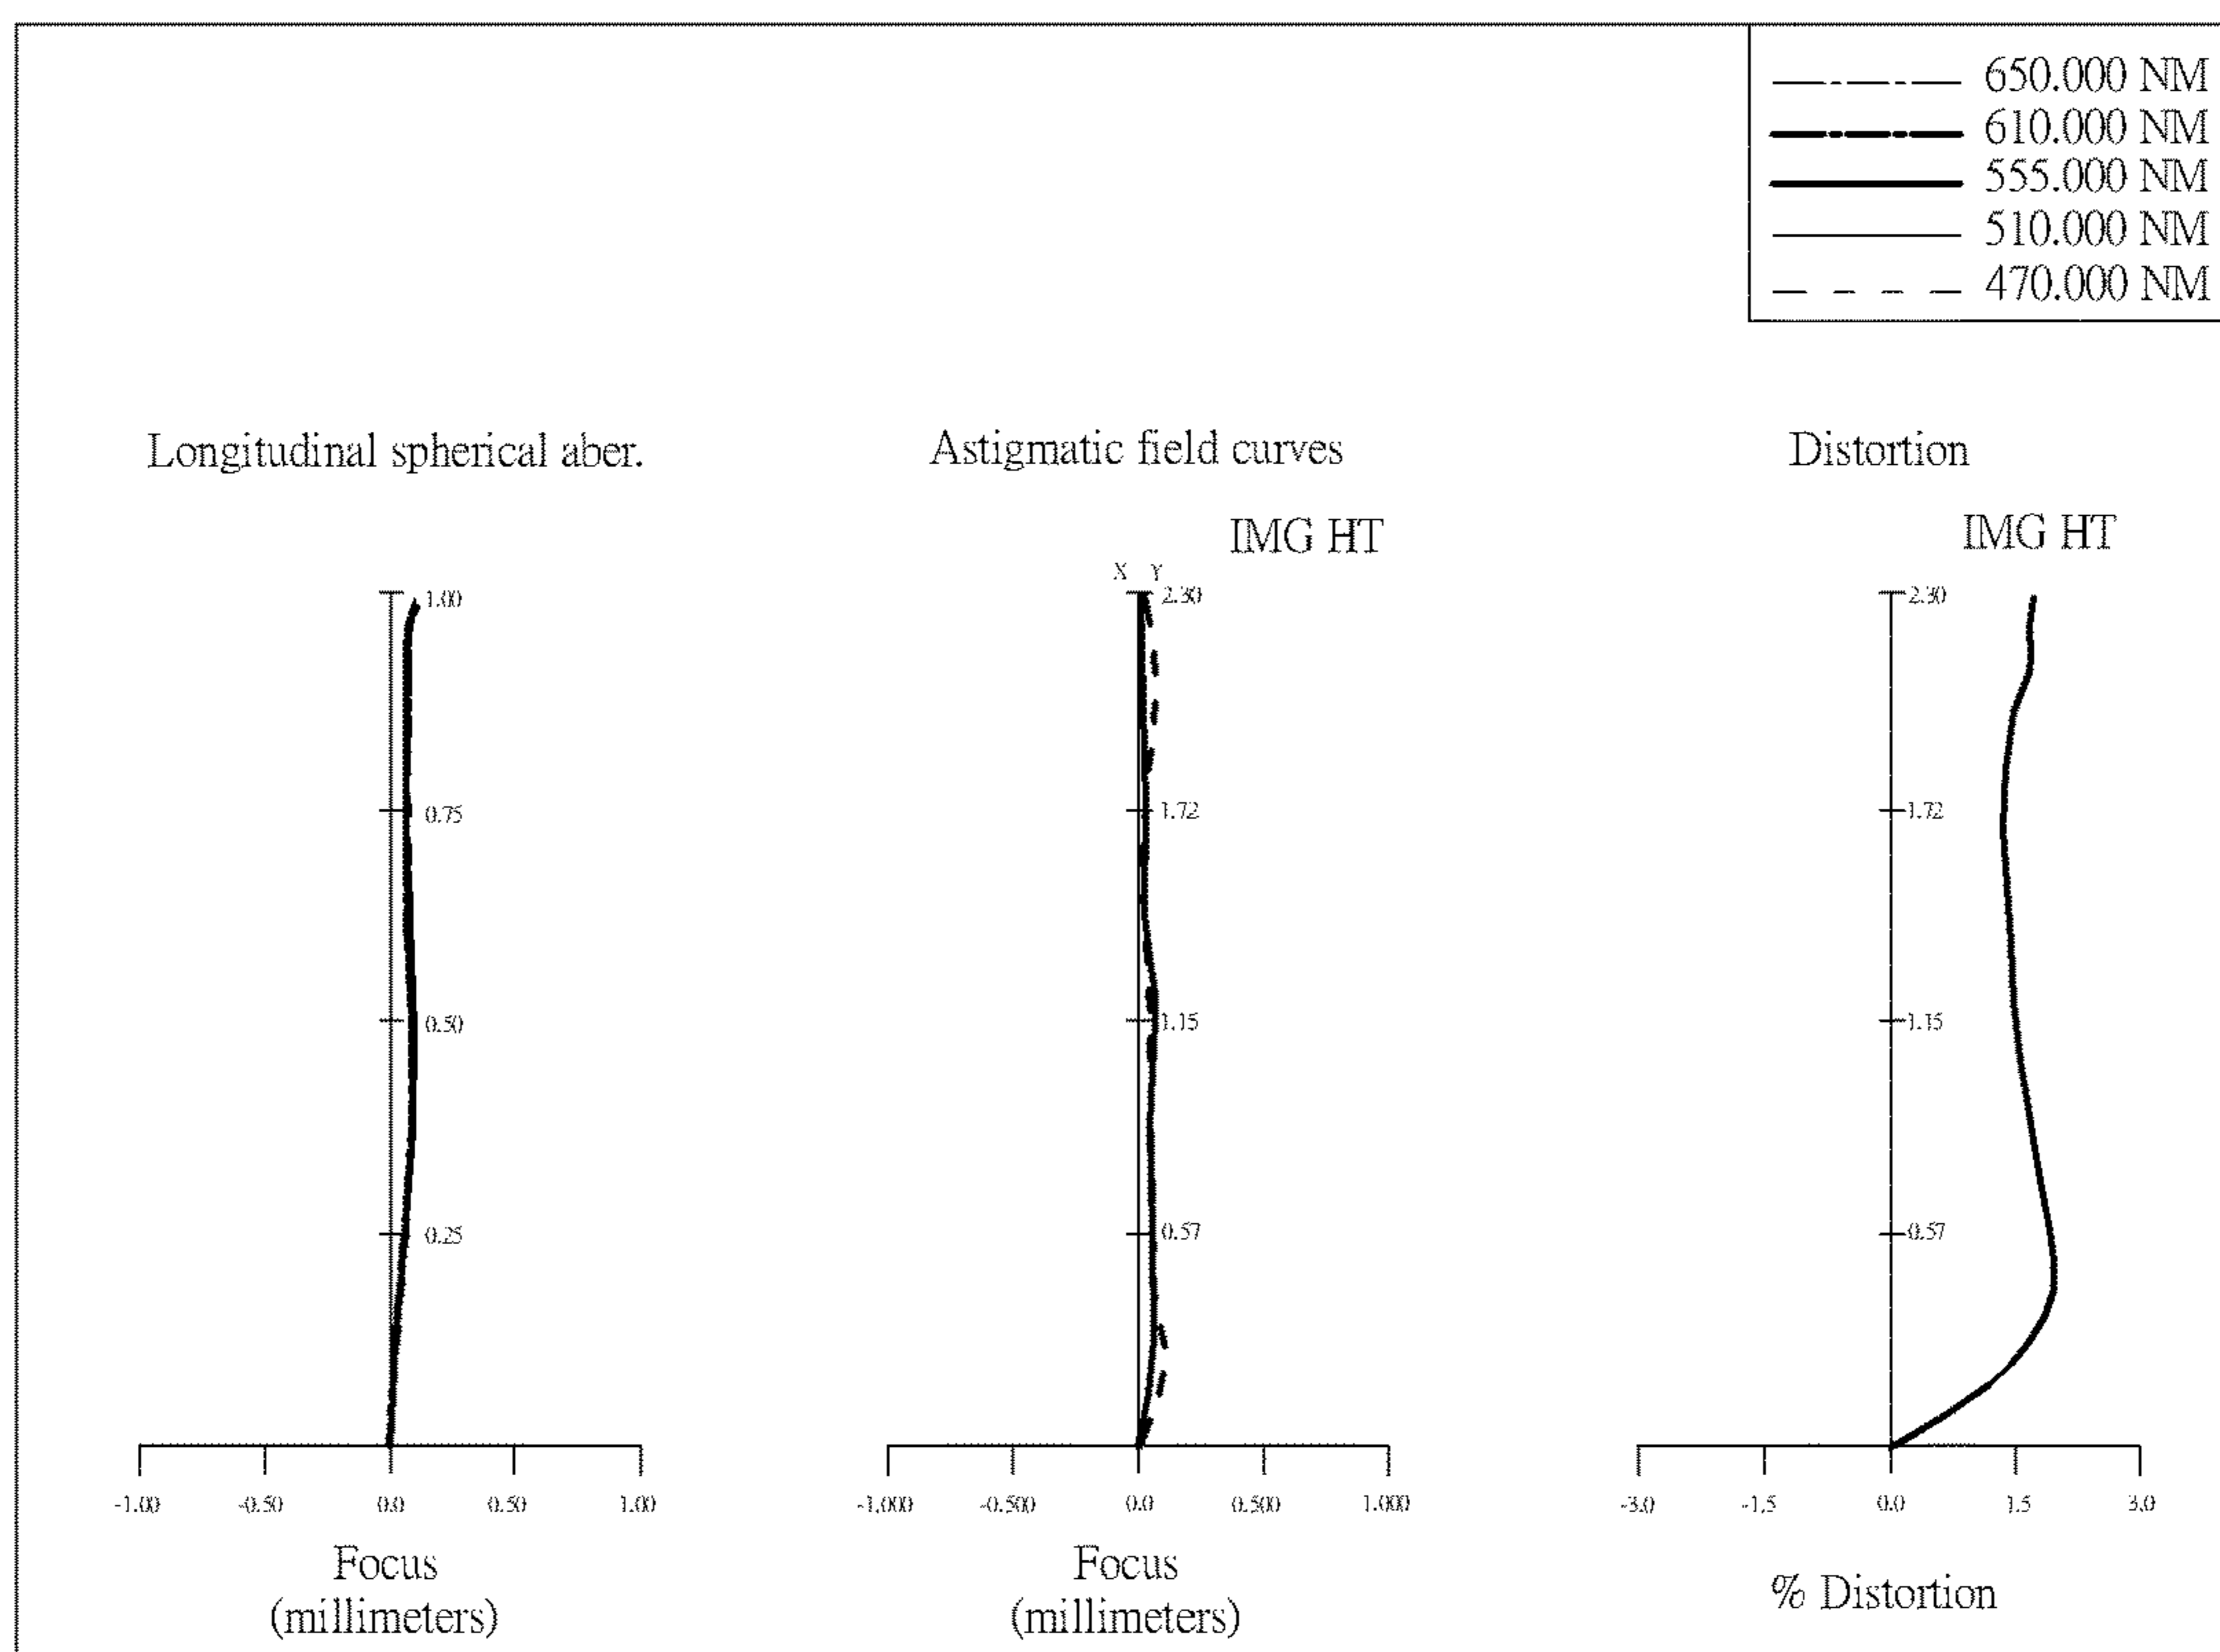 650.000 NM
610.000 NM
555.000 NM
510.000 NM
470.000 NM
Longitudinal spherical aber.
Astigmatic field curves
Distortion
IMG HT
IMG HT
X Y
1.00
2.30
2.30
0.75
1.72
1.72
0.50
1.15
1.15
0.25
0.57
0.57
-1.00 -0.50 0.0 0.50 1.00
-1.000 -0.500 0.0 0.500 1.000
-3.0 -1.5 0.0 1.5 3.0
Focus
(millimeters)
Focus
(millimeters)
% Distortion